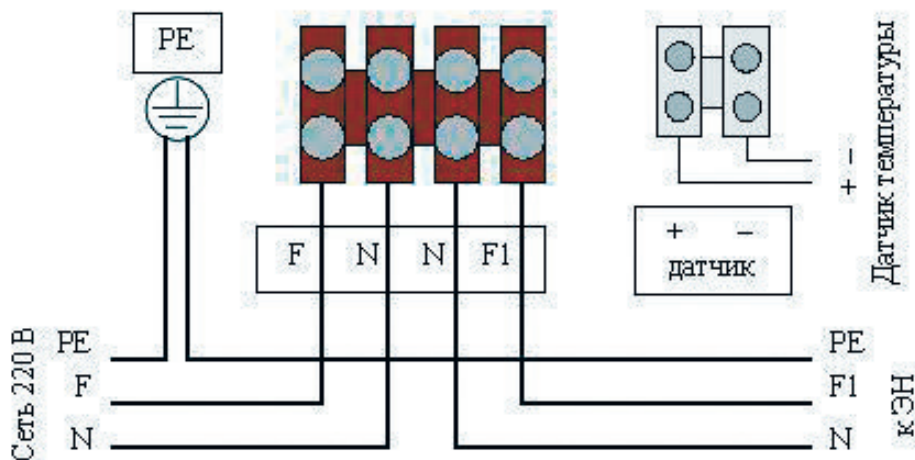 PE
F N N F1
+ −
датчик
−
+
Датчик температуры
Сеть 220 В
PE
F
N
PE
F1
N
к ЭН